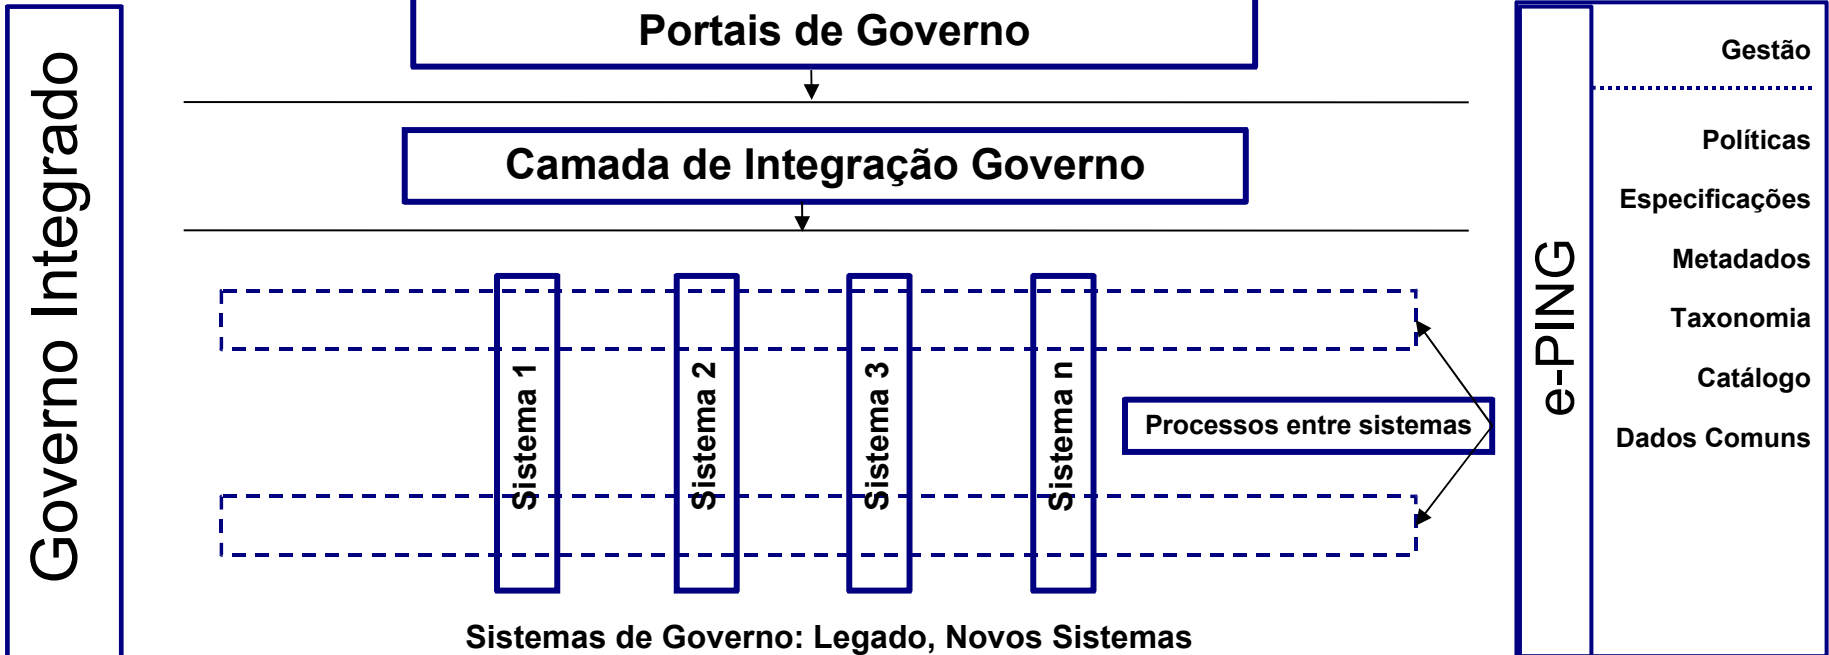 Governo Integrado
Portais de Governo
Camada de Integração Governo
Sistema 1
Sistema 2
Sistema 3
Sistema n
Processos entre sistemas
Sistemas de Governo: Legado, Novos Sistemas
e-PING
Gestão
Políticas
Especificações
Metadados
Taxonomia
Catálogo
Dados Comuns